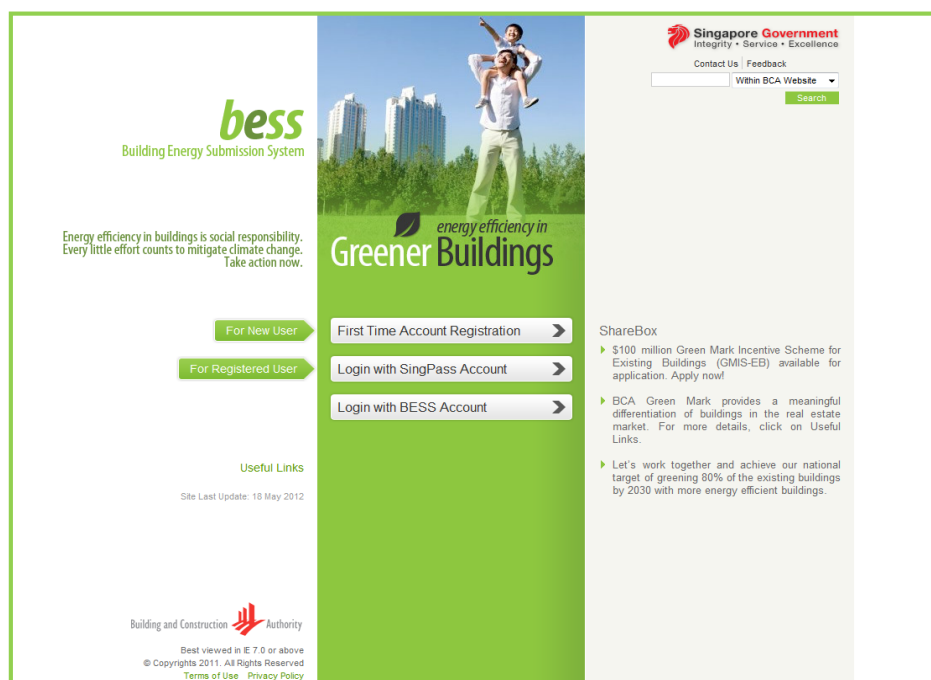 Singapore Government
Integrity • Service • Excellence
Contact Us | Feedback
Within BCA Website
Search
bess
Building Energy Submission System
Energy efficiency in buildings is social responsibility.
Every little effort counts to mitigate climate change.
Take action now.
energy efficiency in
Greener Buildings
For New User
First Time Account Registration
For Registered User
Login with SingPass Account
Login with BESS Account
Useful Links
Site Last Update: 18 May 2012
ShareBox
$100 million Green Mark Incentive Scheme for
Existing Buildings (GMIS-EB) available for
application. Apply now!
BCA Green Mark provides a meaningful
differentiation of buildings in the real estate
market. For more details, click on Useful
Links.
Let's work together and achieve our national
target of greening 80% of the existing buildings
by 2030 with more energy efficient buildings.
Building and Construction Authority
Best viewed in IE 7.0 or above
© Copyrights 2011. All Rights Reserved
Terms of Use Privacy Policy